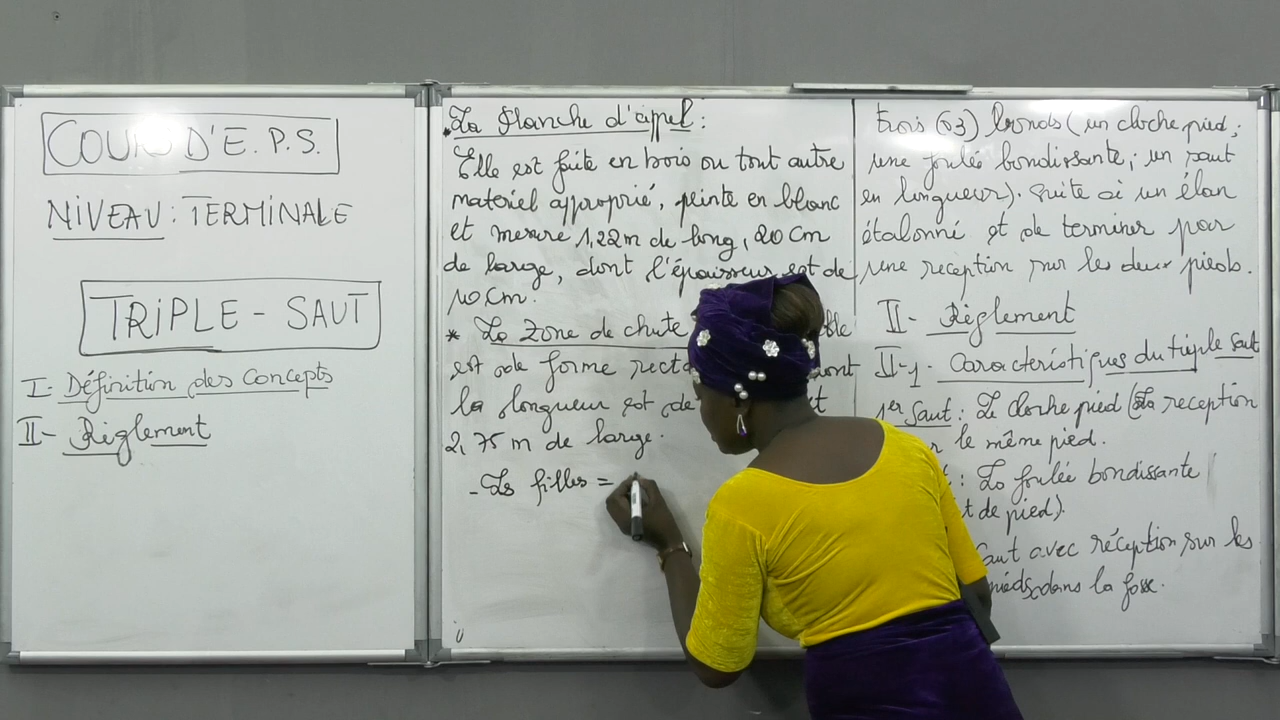 COURS D'E.P.S.
NIVEAU : TERMINALE
TRIPLE - SAUT
I- Définition des Concepts
II- Règlement
* La Planche d'appel :
Elle est faite en bois ou tout autre
matériel approprié, peinte en blanc
et mesure 1,22m de long, 20 cm
de large, dont l'épaisseur est de
10 cm.
* La zone de chute
est de forme ont
la longueur est de et
2,75 m de large.
- Les filles =
trois (03) bonds (un cloche pied ;
une foulée bondissante ; un saut
en longueur). suite à un élan
étalonné et de terminer par
une reception sur les deux pieds.
II- Règlement
II-1- Caractéristiques du triple saut
1er Saut : Le cloche pied (la reception
le même pied.
: La foulée bondissante
t de pied).
aut avec réception sur les
pieds dans la fosse.